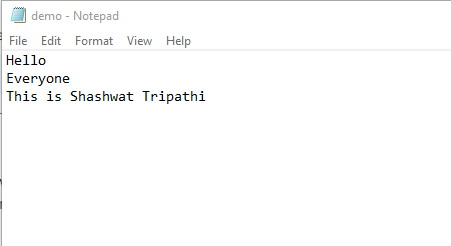 demo - Notepad
File Edit Format View Help
Hello
Everyone
This is Shashwat Tripathi